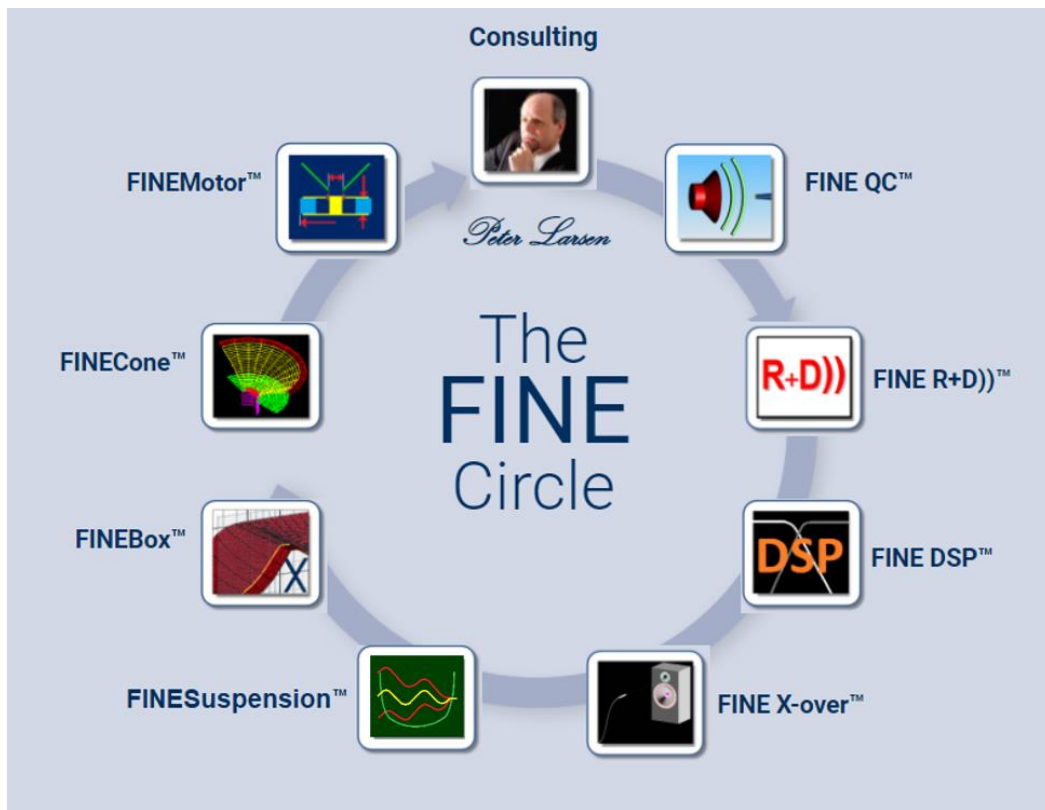 Consulting
FINEMotor™
FINE QC™
Peter Larsen
The
FINE
Circle
FINECone™
R+D))
FINE R+D))™
FINEBox™
X
DSP
FINE DSP™
FINESuspension™
FINE X-over™